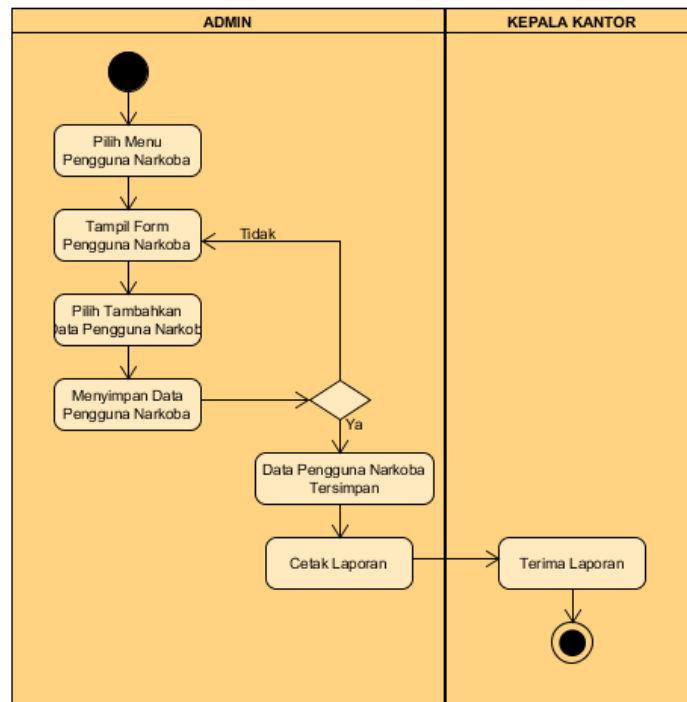 ADMIN
KEPALA KANTOR
Pilih Menu
Pengguna Narkoba
Tampil Form
Pengguna Narkoba
Tidak
Pilih Tambahkan
Data Pengguna Narkob
Menyimpan Data
Pengguna Narkoba
Ya
Data Pengguna Narkoba
Tersimpan
Cetak Laporan
Terima Laporan